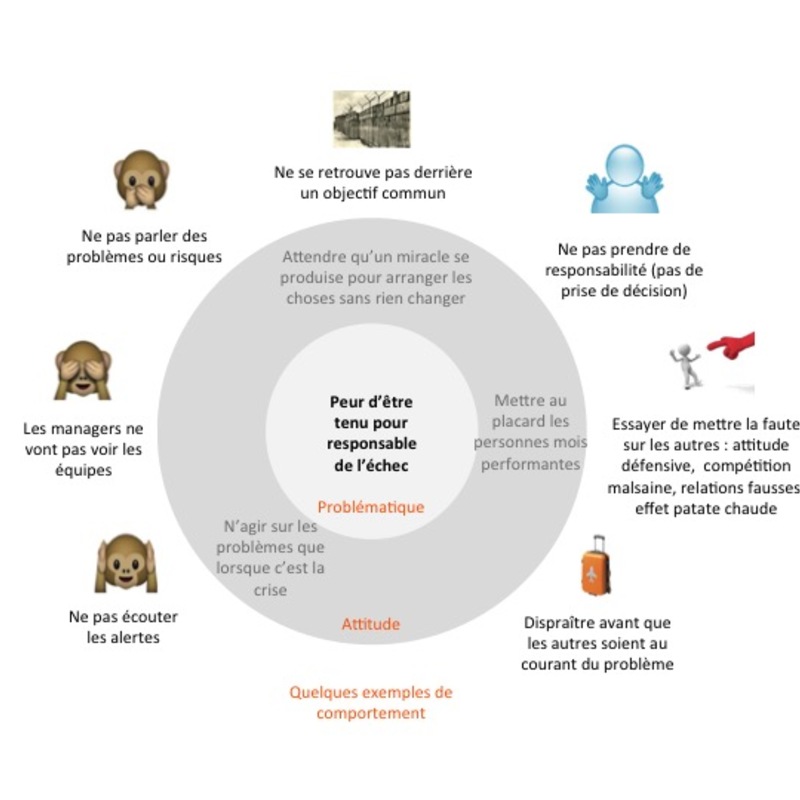 Ne se retrouve pas derrière
un objectif commun
Ne pas parler des
problèmes ou risques
Ne pas prendre de
responsabilité (pas de
prise de décision)
Attendre qu'un miracle se
produise pour arranger les
choses sans rien changer
Les managers ne
vont pas voir les
équipes
Peur d'être
tenu pour
responsable
de l'échec
Problématique
Mettre au
placard les
personnes mois
performantes
Essayer de mettre la faute
sur les autres : attitude
défensive, compétition
malsaine, relations fausses
effet patate chaude
N'agir sur les
problèmes que
lorsque c'est la
crise
Attitude
Ne pas écouter
les alertes
Dispraître avant que
les autres soient au
courant du problème
Quelques exemples de
comportement